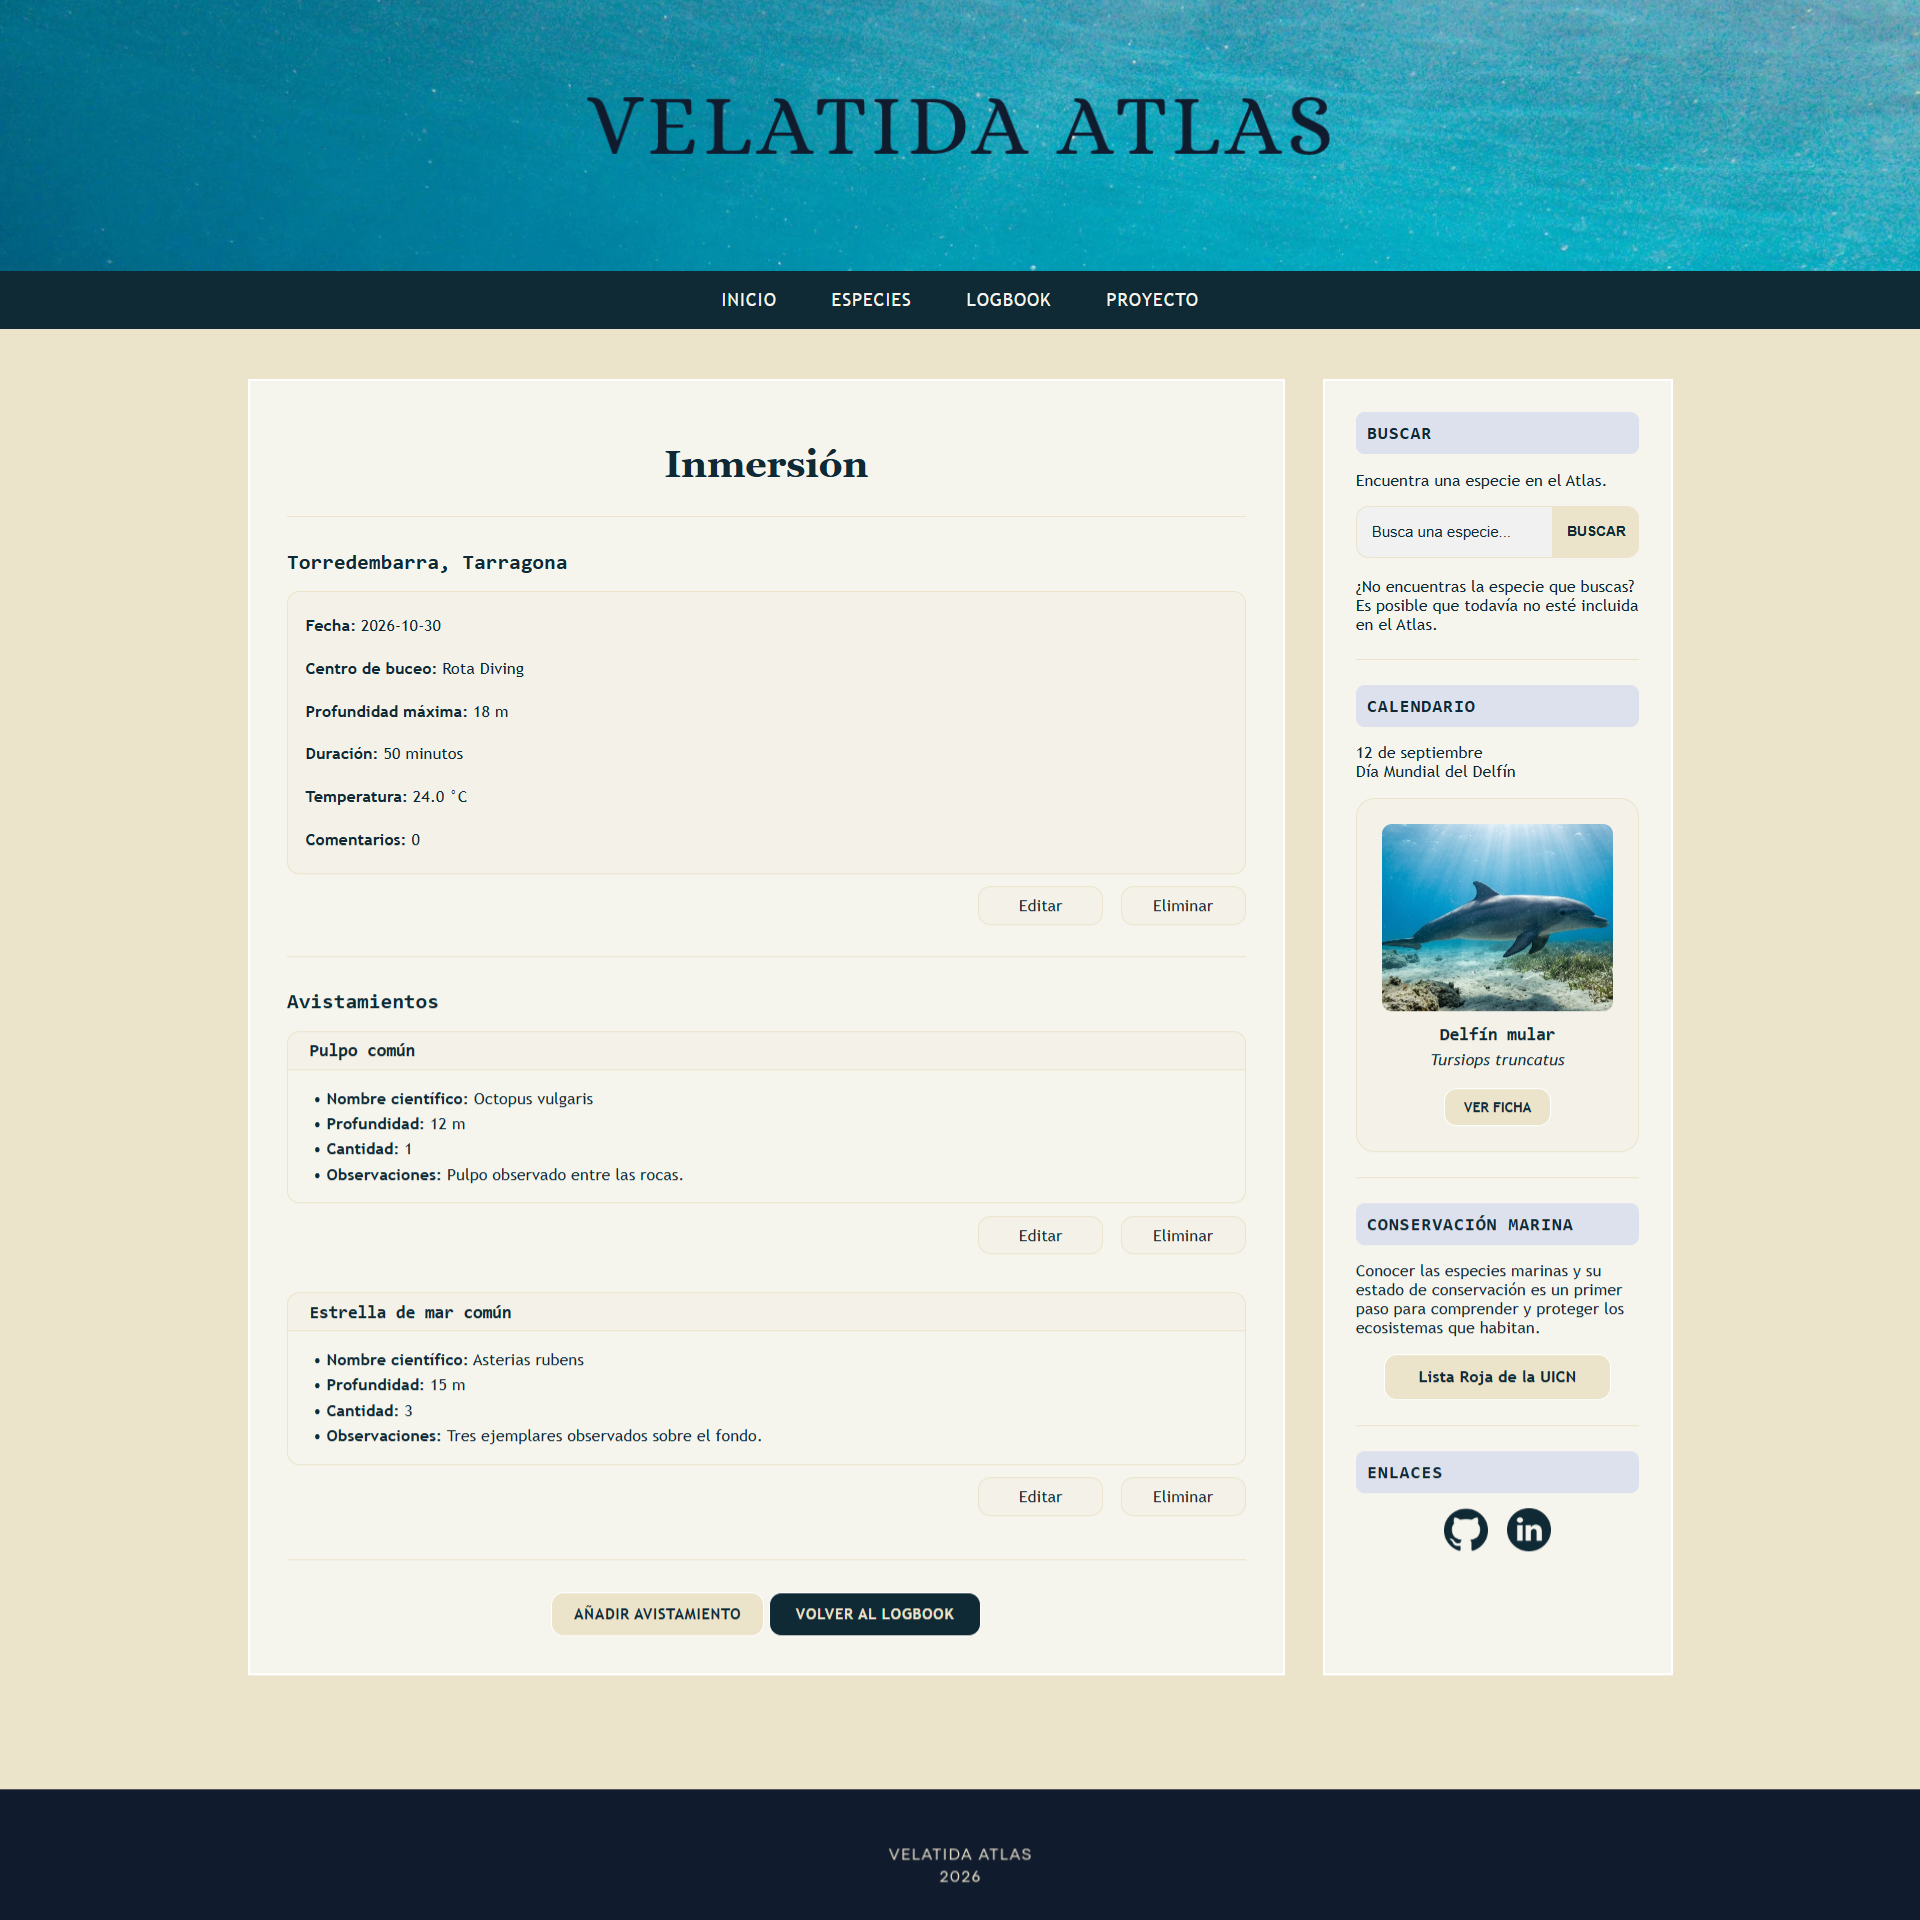 VELATIDA ATLAS
INICIO ESPECIES LOGBOOK PROYECTO
Inmersión
Torredembarra, Tarragona
Fecha: 2026-10-30
Centro de buceo: Rota Diving
Profundidad máxima: 18 m
Duración: 50 minutos
Temperatura: 24.0 °C
Comentarios: 0
Editar Eliminar
Avistamientos
Pulpo común
• Nombre científico: Octopus vulgaris
• Profundidad: 12 m
• Cantidad: 1
• Observaciones: Pulpo observado entre las rocas.
Editar Eliminar
Estrella de mar común
• Nombre científico: Asterias rubens
• Profundidad: 15 m
• Cantidad: 3
• Observaciones: Tres ejemplares observados sobre el fondo.
Editar Eliminar
AÑADIR AVISTAMIENTO VOLVER AL LOGBOOK
BUSCAR
Encuentra una especie en el Atlas.
Busca una especie... BUSCAR
¿No encuentras la especie que buscas?
Es posible que todavía no esté incluida
en el Atlas.
CALENDARIO
12 de septiembre
Día Mundial del Delfín
Delfín mular
Tursiops truncatus
VER FICHA
CONSERVACIÓN MARINA
Conocer las especies marinas y su
estado de conservación es un primer
paso para comprender y proteger los
ecosistemas que habitan.
Lista Roja de la UICN
ENLACES
in
VELATIDA ATLAS
2026